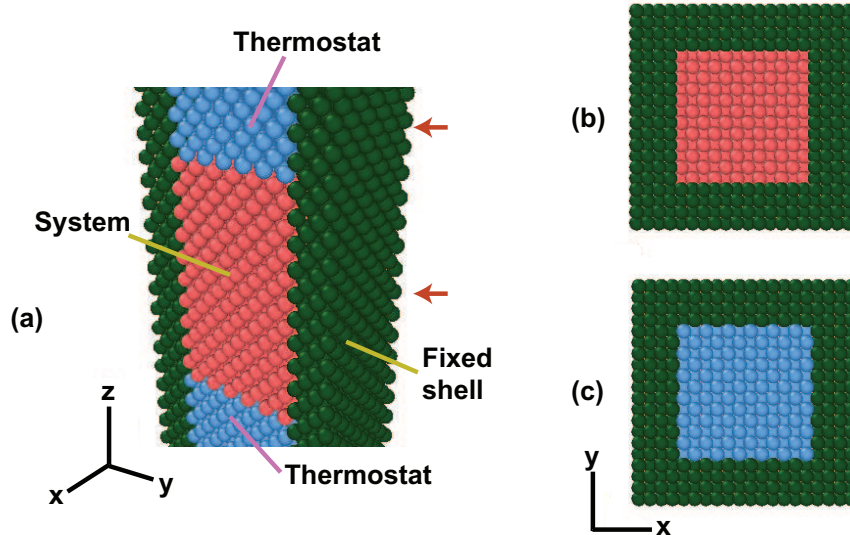 Thermostat
(b)
System
(a)
Fixed
shell
z
(c)
x
y
Thermostat
y
x